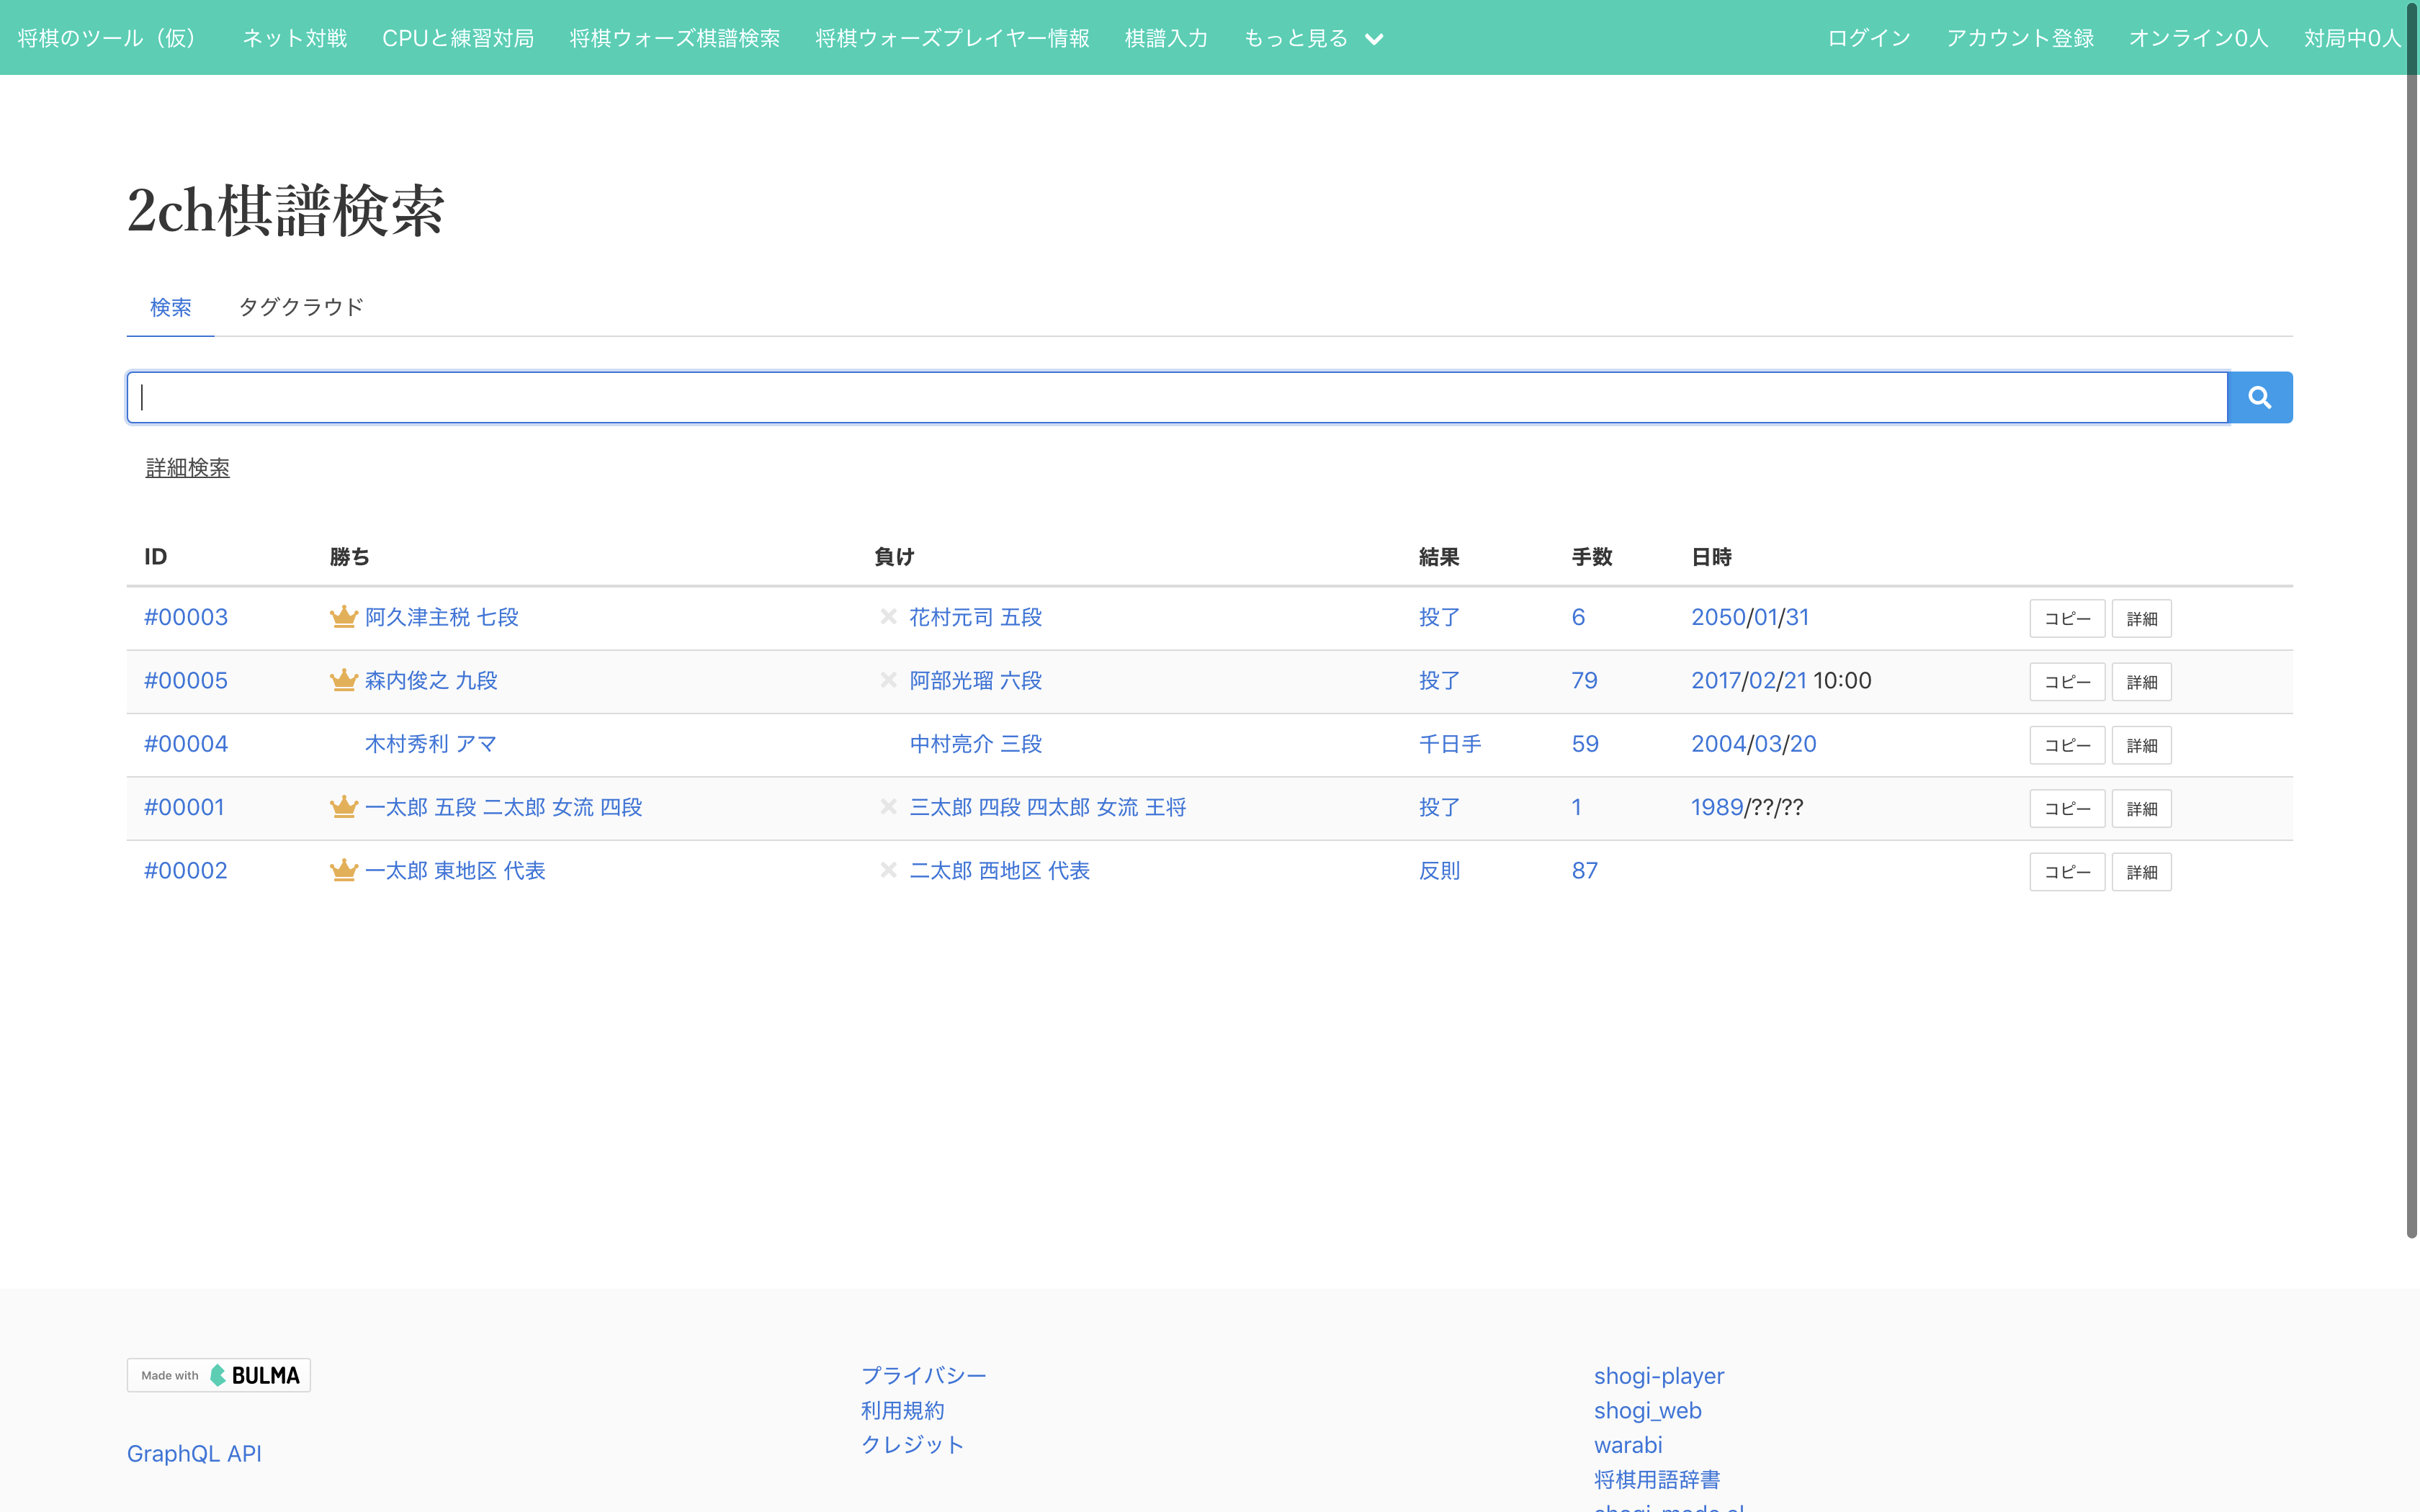 将棋のツール（仮） ネット対戦 CPUと練習対局 将棋ウォーズ棋譜検索 将棋ウォーズプレイヤー情報 棋譜入力 もっと見る ログイン アカウント登録 オンライン0人 対局中0人
2ch棋譜検索
検索 タグクラウド
詳細検索
ID 勝ち 負け 結果 手数 日時
#00003 阿久津主税 七段 花村元司 五段 投了 6 2050/01/31 コピー 詳細
#00005 森内俊之 九段 阿部光瑠 六段 投了 79 2017/02/21 10:00 コピー 詳細
#00004 木村秀利 アマ 中村亮介 三段 千日手 59 2004/03/20 コピー 詳細
#00001 一太郎 五段 二太郎 女流 四段 三太郎 四段 四太郎 女流 王将 投了 1 1989/??/?? コピー 詳細
#00002 一太郎 東地区 代表 二太郎 西地区 代表 反則 87 コピー 詳細
Made with BULMA
GraphQL API
プライバシー
利用規約
クレジット
shogi-player
shogi_web
warabi
将棋用語辞書